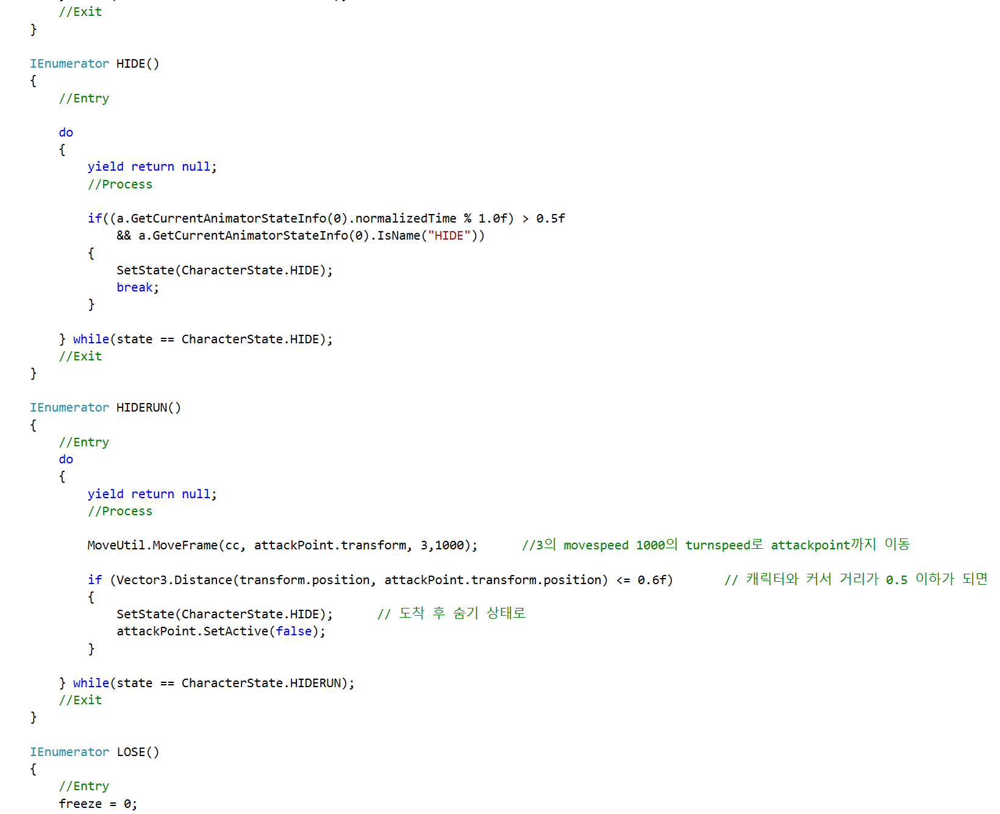 //Exit
}
IEnumerator HIDE()
{
//Entry
do
{
yield return null;
//Process
if((a.GetCurrentAnimatorStateInfo(0).normalizedTime % 1.0f) > 0.5f
&& a.GetCurrentAnimatorStateInfo(0).IsName("HIDE"))
{
SetState(CharacterState.HIDE);
break;
}
} while(state == CharacterState.HIDE);
//Exit
}
IEnumerator HIDERUN()
{
//Entry
do
{
yield return null;
//Process
MoveUtil.MoveFrame(cc, attackPoint.transform, 3,1000); //3의 movespeed 1000의 turnspeed로 attackpoint까지 이동
if (Vector3.Distance(transform.position, attackPoint.transform.position) <= 0.6f) // 캐릭터와 커서 거리가 0.5 이하가 되면
{
SetState(CharacterState.HIDE); // 도착 후 숨기 상태로
attackPoint.SetActive(false);
}
} while(state == CharacterState.HIDERUN);
//Exit
}
IEnumerator LOSE()
{
//Entry
freeze = 0;